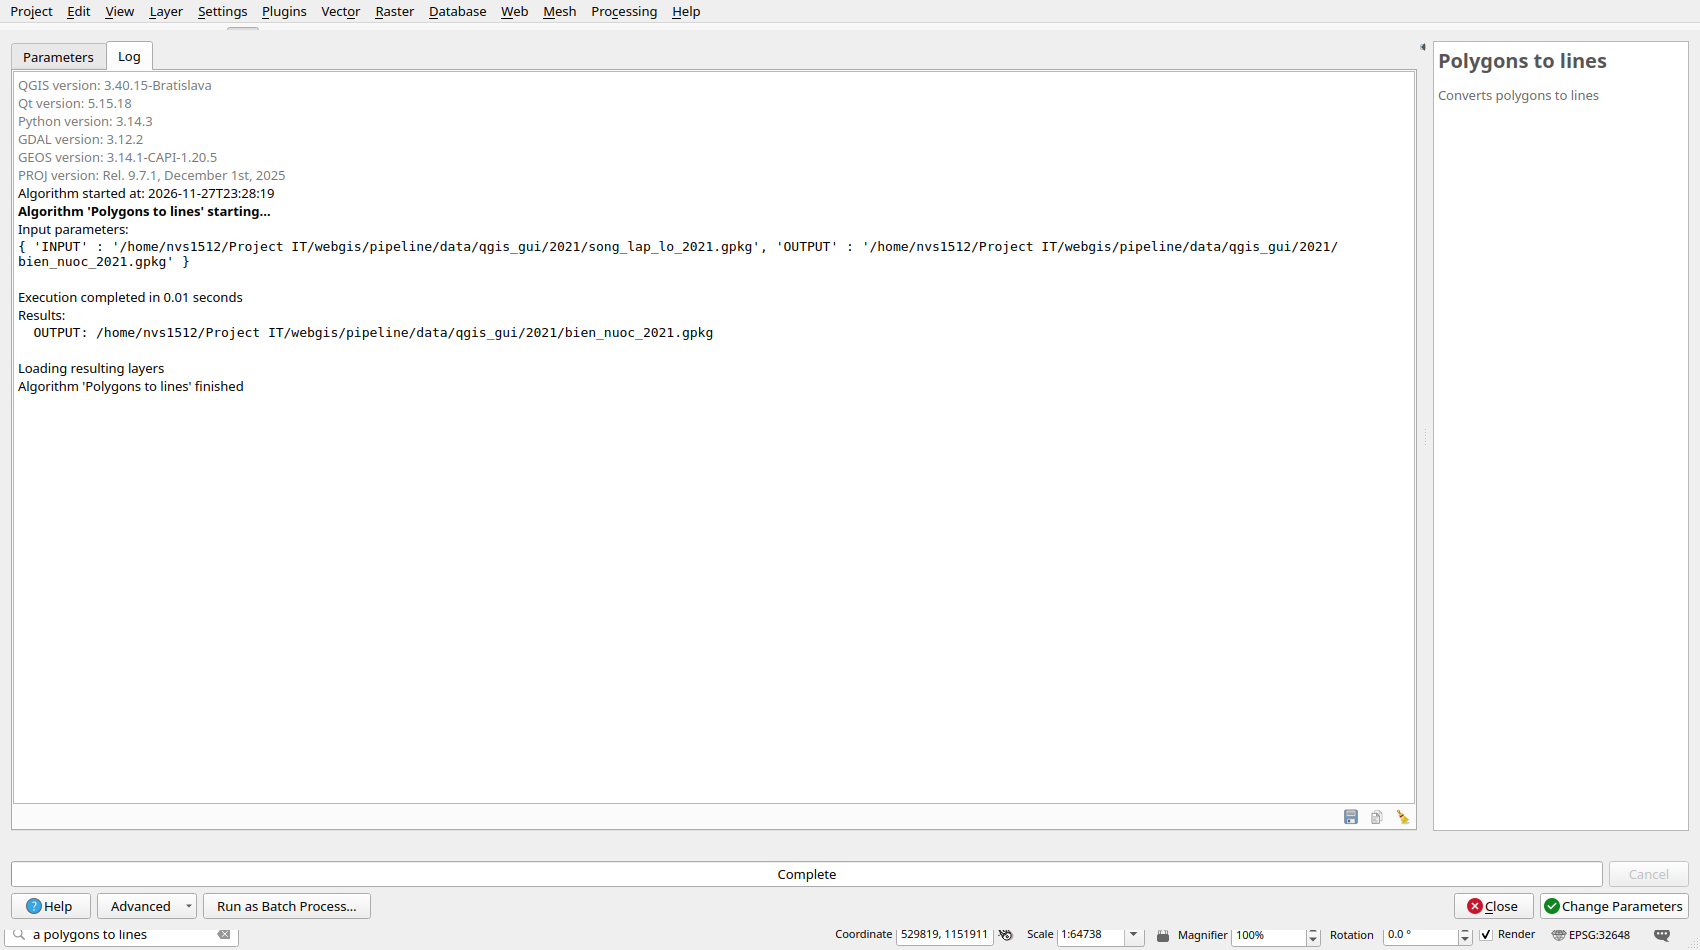 Project Edit View Layer Settings Plugins Vector Raster Database Web Mesh Processing Help
Parameters Log
QGIS version: 3.40.15-Bratislava
Qt version: 5.15.18
Python version: 3.14.3
GDAL version: 3.12.2
GEOS version: 3.14.1-CAPI-1.20.5
PROJ version: Rel. 9.7.1, December 1st, 2025
Algorithm started at: 2026-11-27T23:28:19
Algorithm 'Polygons to lines' starting...
Input parameters:
{ 'INPUT' : '/home/nvs1512/Project IT/webgis/pipeline/data/qgis_gui/2021/song_lap_lo_2021.gpkg', 'OUTPUT' : '/home/nvs1512/Project IT/webgis/pipeline/data/qgis_gui/2021/
bien_nuoc_2021.gpkg' }
Execution completed in 0.01 seconds
Results:
OUTPUT: /home/nvs1512/Project IT/webgis/pipeline/data/qgis_gui/2021/bien_nuoc_2021.gpkg
Loading resulting layers
Algorithm 'Polygons to lines' finished
Polygons to lines
Converts polygons to lines
Complete Cancel
Help Advanced Run as Batch Process... Close Change Parameters
a polygons to lines Coordinate 529819, 1151911 Scale 1:64738 Magnifier 100% Rotation 0.0 ° Render EPSG:32648